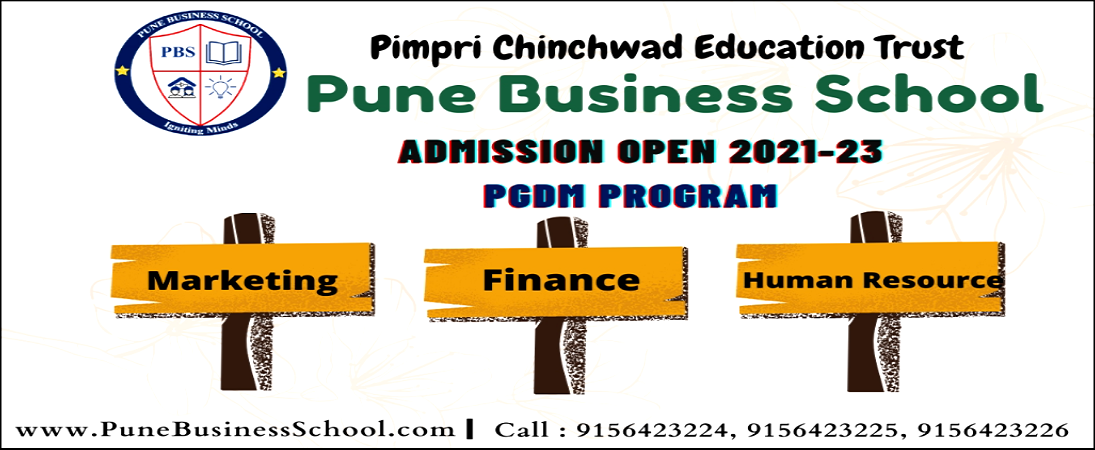 PUNE BUSINESS SCHOOL
PBS
Igniting Minds
Pimpri Chinchwad Education Trust
Pune Business School
ADMISSION OPEN 2021-23
PGDM PROGRAM
Marketing
Finance
Human Resource
www.PuneBusinessSchool.com | Call : 9156423224, 9156423225, 9156423226